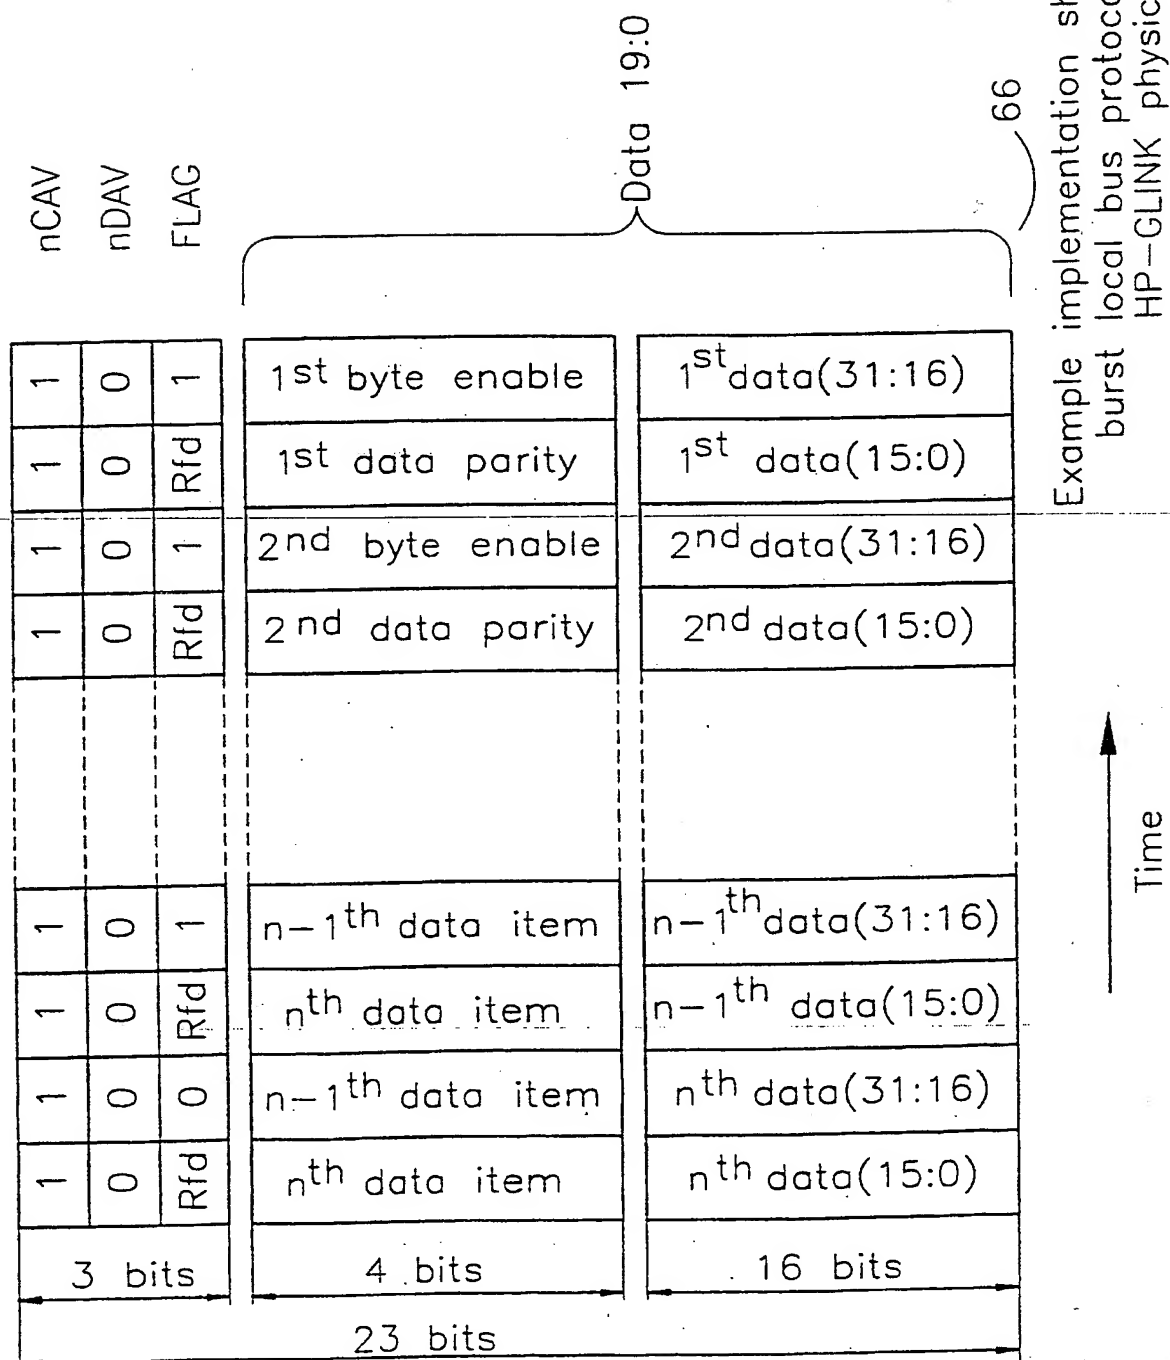 nCAV
nDAV
FLAG
Data 19:0
1 0 1 1st byte enable 1st data(31:16)
1 0 Rfd 1st data parity 1st data(15:0)
1 0 1 2nd byte enable 2nd data(31:16)
1 0 Rfd 2nd data parity 2nd data(15:0)
1 0 1 n-1th data item n-1th data(31:16)
1 0 Rfd nth data item n-1th data(15:0)
1 0 0 n-1th data item nth data(31:16)
1 0 Rfd nth data item nth data(15:0)
3 bits 4 bits 16 bits
23 bits
66
Example implementation
burst local bus
HP-GLINK
Time